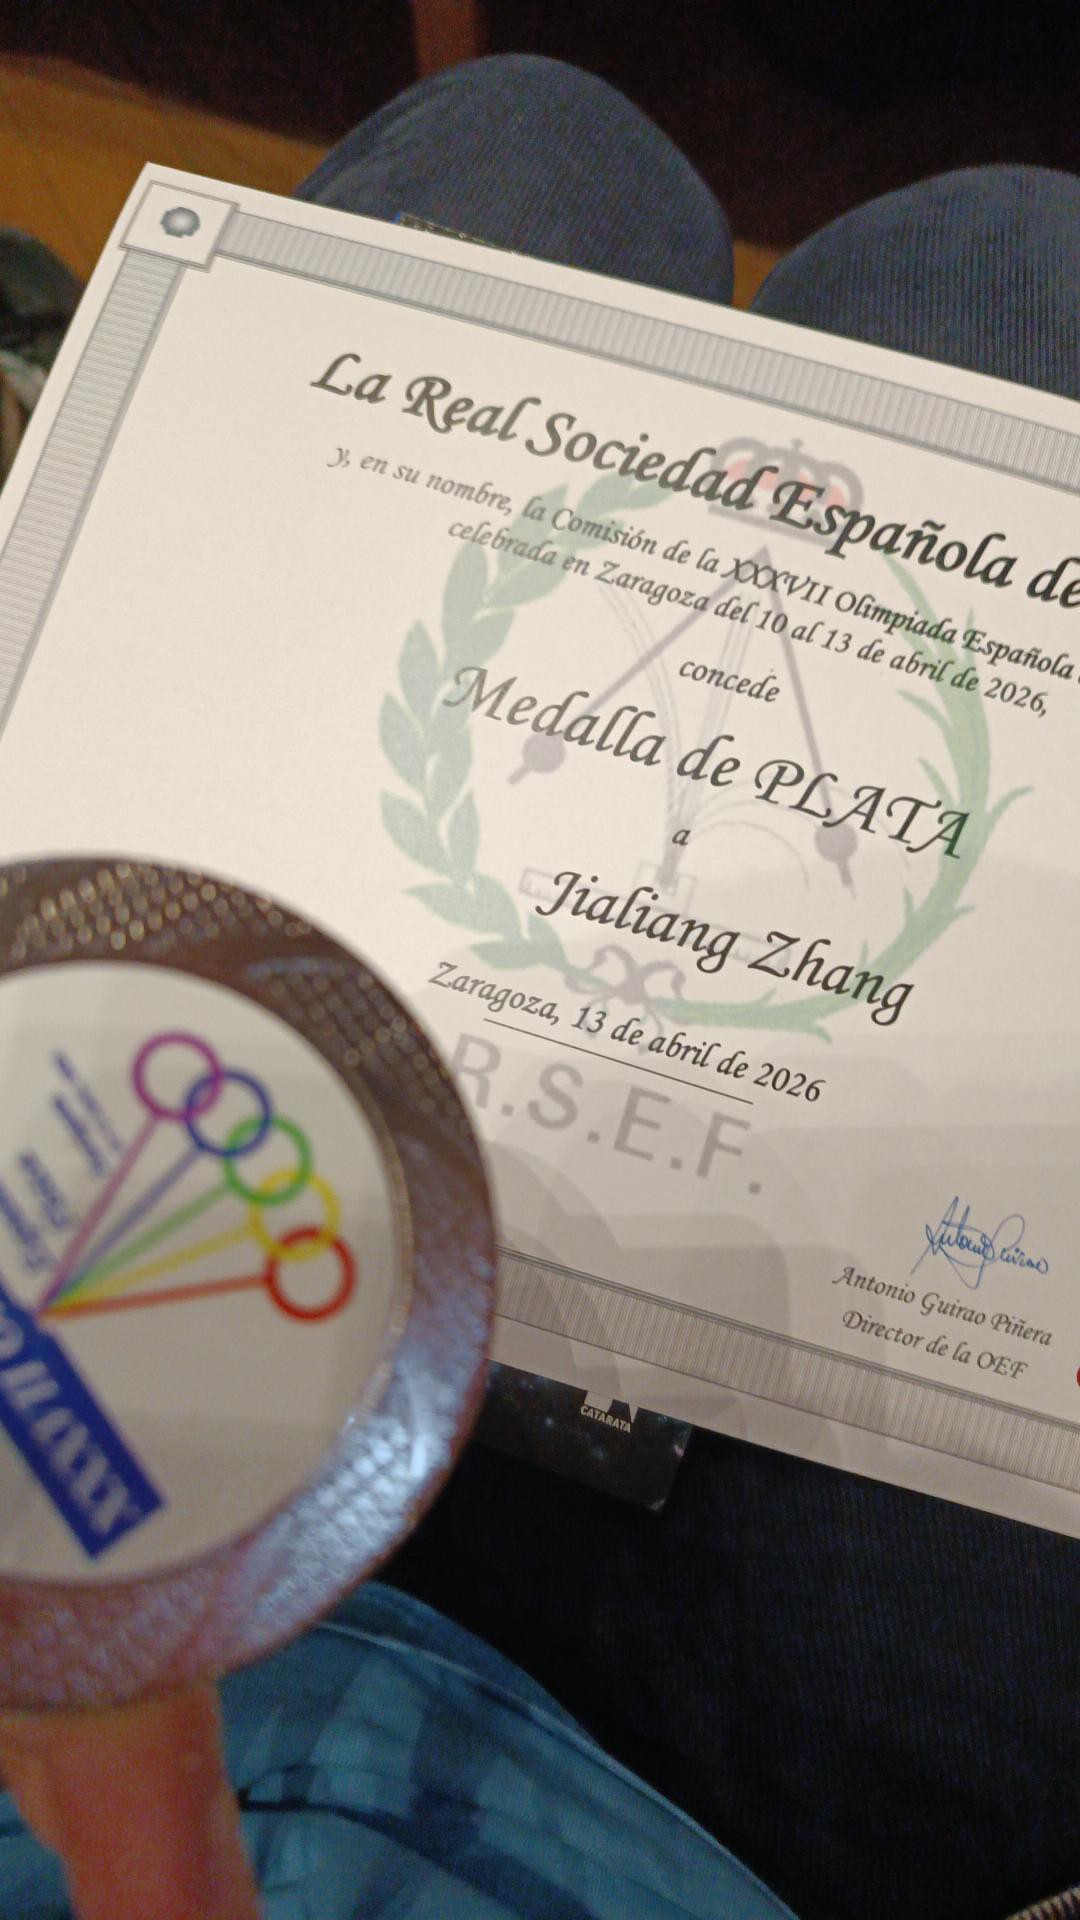 La Real Sociedad Española de
y, en su nombre, la Comisión de la XXXVII Olimpiada Española
celebrada en Zaragoza del 10 al 13 de abril de 2026,
concede
Medalla de PLATA
a
Jialiang Zhang
Zaragoza, 13 de abril de 2026
R.S.E.F.
Antonio Guirao Piñera
Director de la OEF
CATARATA
XXXVII